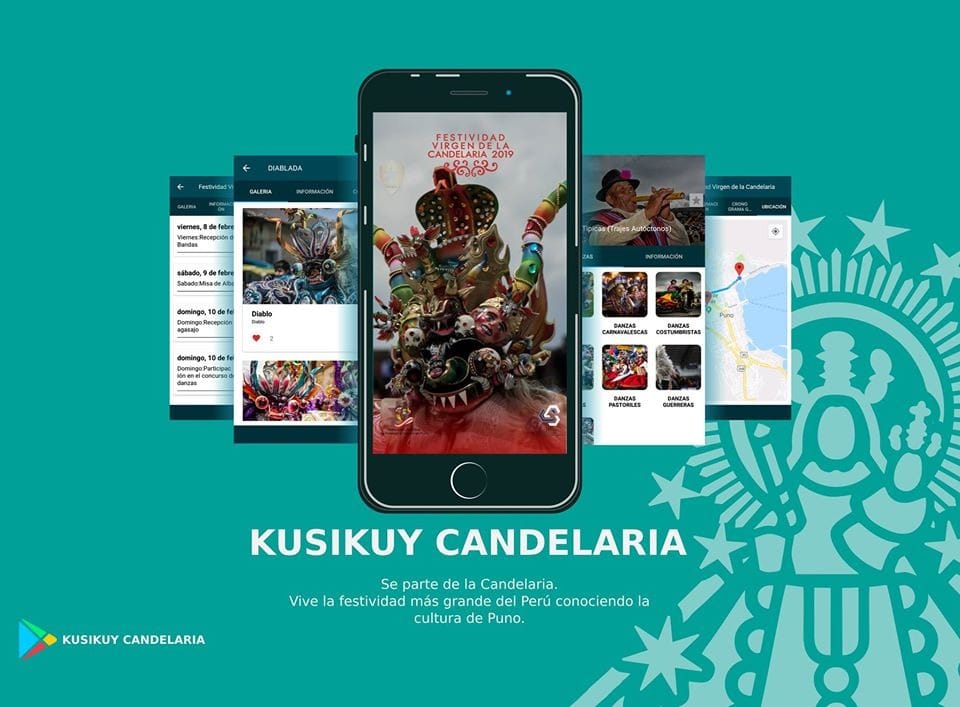 FESTIVIDAD
VIRGEN DE LA
CANDELARIA 2019
Festividad Vi
GALERIA
INFORMACI
ÓN
viernes, 8 de febre
Viernes:Recepción d
Bandas
sábado, 9 de febre
Sabado:Misa de Alba
domingo, 10 de fe
Domingo:Recepción
agasajo
domingo, 10 de fe
Domingo:Participac
ión en el concurso de
danzas
DIABLADA
GALERIA
INFORMACIÓN
Diablo
Diablo
2
Típicas (Trajes Autóctonos)
ZAS
INFORMACIÓN
DANZAS
CARNAVALESCAS
DANZAS
COSTUMBRISTAS
DANZAS
PASTORILES
DANZAS
GUERRERAS
ad Virgen de la Candelaria
CRONO
GRAMA G...
UBICACIÓN
Puno
KUSIKUY CANDELARIA
Se parte de la Candelaria.
Vive la festividad más grande del Perú conociendo la
cultura de Puno.
KUSIKUY CANDELARIA